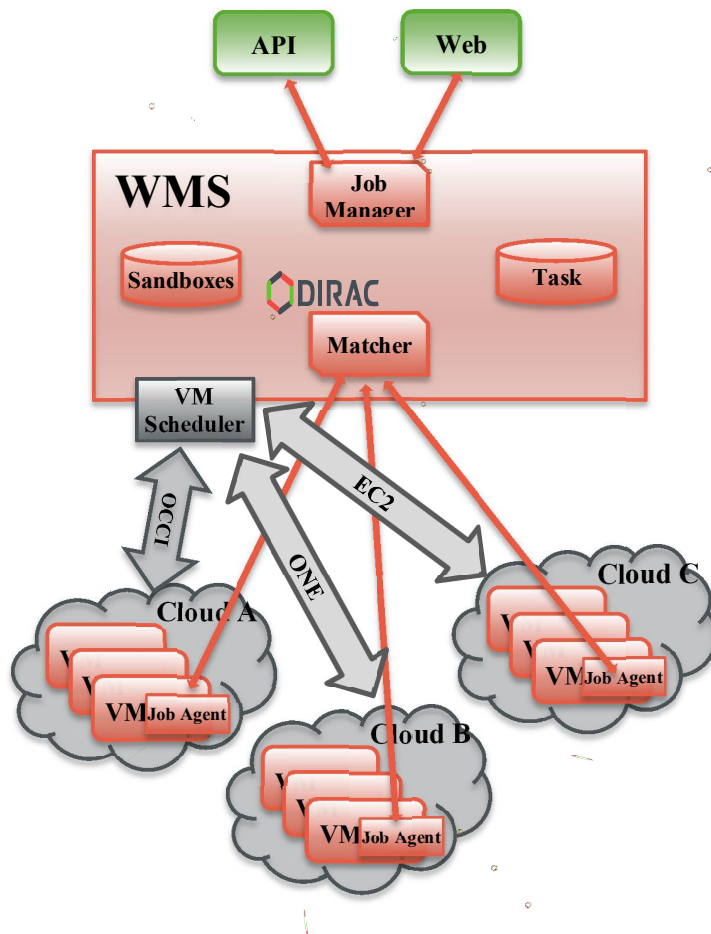 API
Web
WMS
Job
Manager
Sandboxes
Task
DIRAC
Matcher
VM
Scheduler
OCCI
ONE
EC2
Cloud A
VM
Job Agent
Cloud B
VM
Job Agent
Cloud C
VM
Job Agent